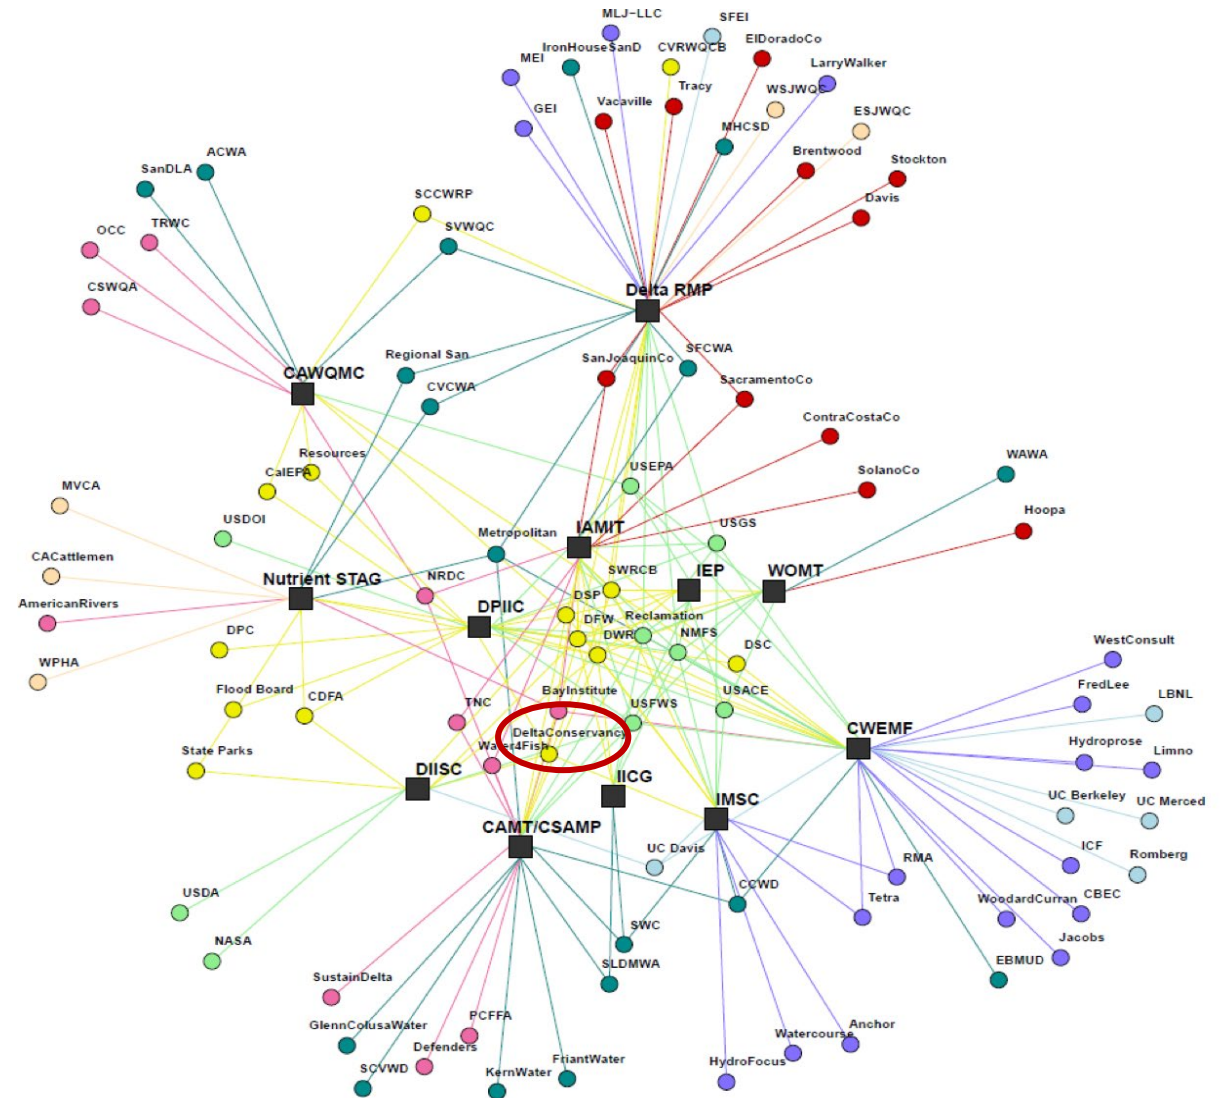 MLJ-LLC
SFEI
EIDoradoCo
IronHouseSanD
CVRWQCB
MEI
LarryWalker
Tracy
WSJWQC
Vacaville
GEI
ESJWQC
MHCSD
Brentwood
Stockton
ACWA
SanDLA
Davis
SCCWRP
TRWC
OCC
SVWQC
CSWQA
Delta RMP
SFCWA
Regional San
SanJoaquinCo
CAWQMC
SacramentoCo
CVCWA
ContraCostaCo
Resources
WAWA
USEPA
CalEPA
SolanoCo
MVCA
Hoopa
USDOI
USGS
Metropolitan
IAMIT
CACattlemen
SWRCB
IEP
WOMT
Nutrient STAG
NRDC
DSP
AmericanRivers
DPIIC
DFW
Reclamation
DPC
DWR
NMFS
DSC
WestConsult
WPHA
Flood Board
CDFA
BayInstitute
USACE
FredLee
LBNL
TNC
USFWS
CWEMF
DeltaConservancy
Hydroprose
Limno
State Parks
Water4Fish
DIISC
IICG
IMSC
UC Berkeley
UC Merced
CAMT/CSAMP
UC Davis
ICF
RMA
Romberg
USDA
CCWD
Tetra
WoodardCurran
CBEC
SWC
Jacobs
NASA
SLDMWA
EBMUD
SustainDelta
PCFFA
GlennColusaWater
Anchor
Watercourse
Defenders
FriantWater
HydroFocus
SCVWD
KernWater